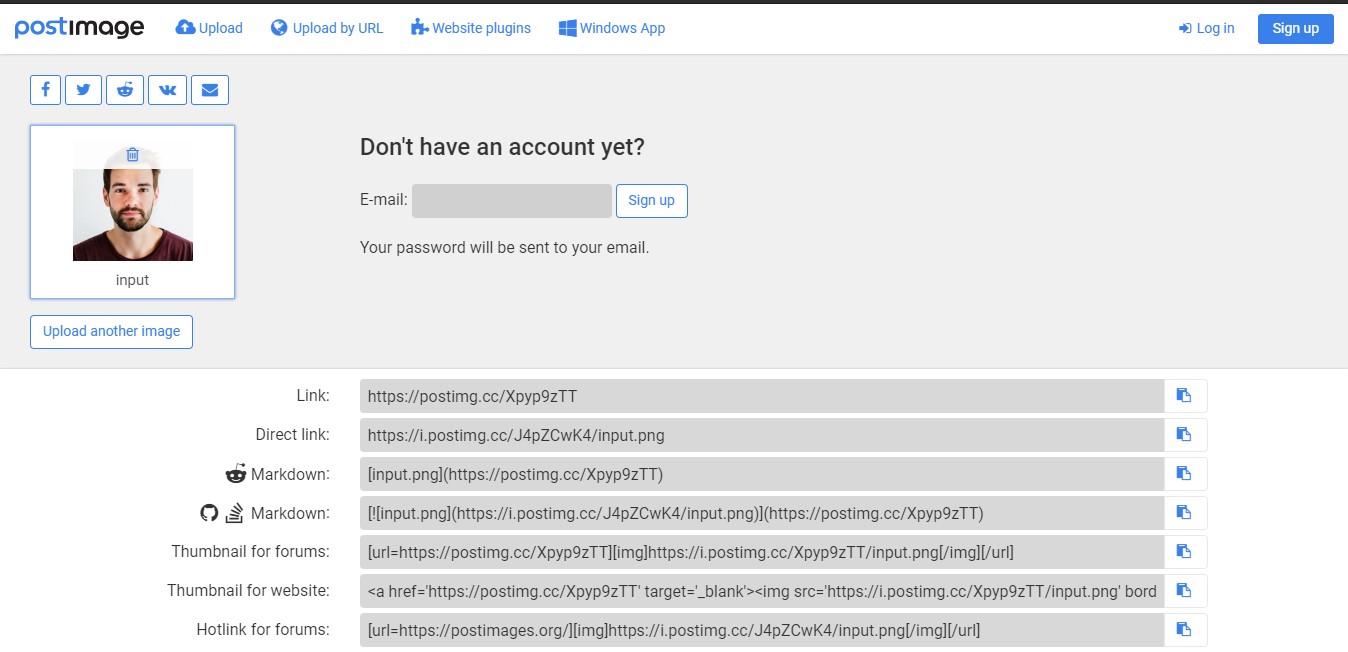 postimage Upload Upload by URL Website plugins Windows App Log in Sign up
Don't have an account yet?
E-mail: Sign up
Your password will be sent to your email.
input
Upload another image
Link: https://postimg.cc/Xpyp9zTT
Direct link: https://i.postimg.cc/J4pZCwK4/input.png
Markdown: [input.png](https://postimg.cc/Xpyp9zTT)
Markdown: [![input.png](https://i.postimg.cc/J4pZCwK4/input.png)](https://postimg.cc/Xpyp9zTT)
Thumbnail for forums: [url=https://postimg.cc/Xpyp9zTT][img]https://i.postimg.cc/Xpyp9zTT/input.png[/img][/url]
Thumbnail for website: <a href='https://postimg.cc/Xpyp9zTT' target='_blank'><img src='https://i.postimg.cc/Xpyp9zTT/input.png' bord
Hotlink for forums: [url=https://postimages.org/][img]https://i.postimg.cc/J4pZCwK4/input.png[/img][/url]